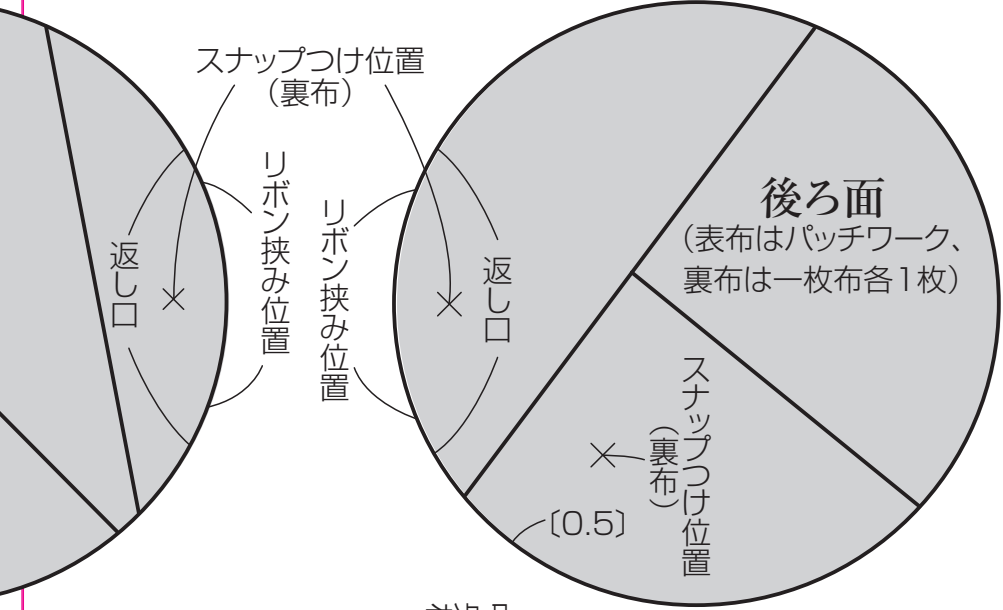 スナップつけ位置
(裏布)
リボン挟み位置
返し口
リボン挟み位置
返し口
後ろ面
(表布はパッチワーク、
裏布は一枚布各1枚)
スナップつけ位置
(裏布)
〔0.5〕